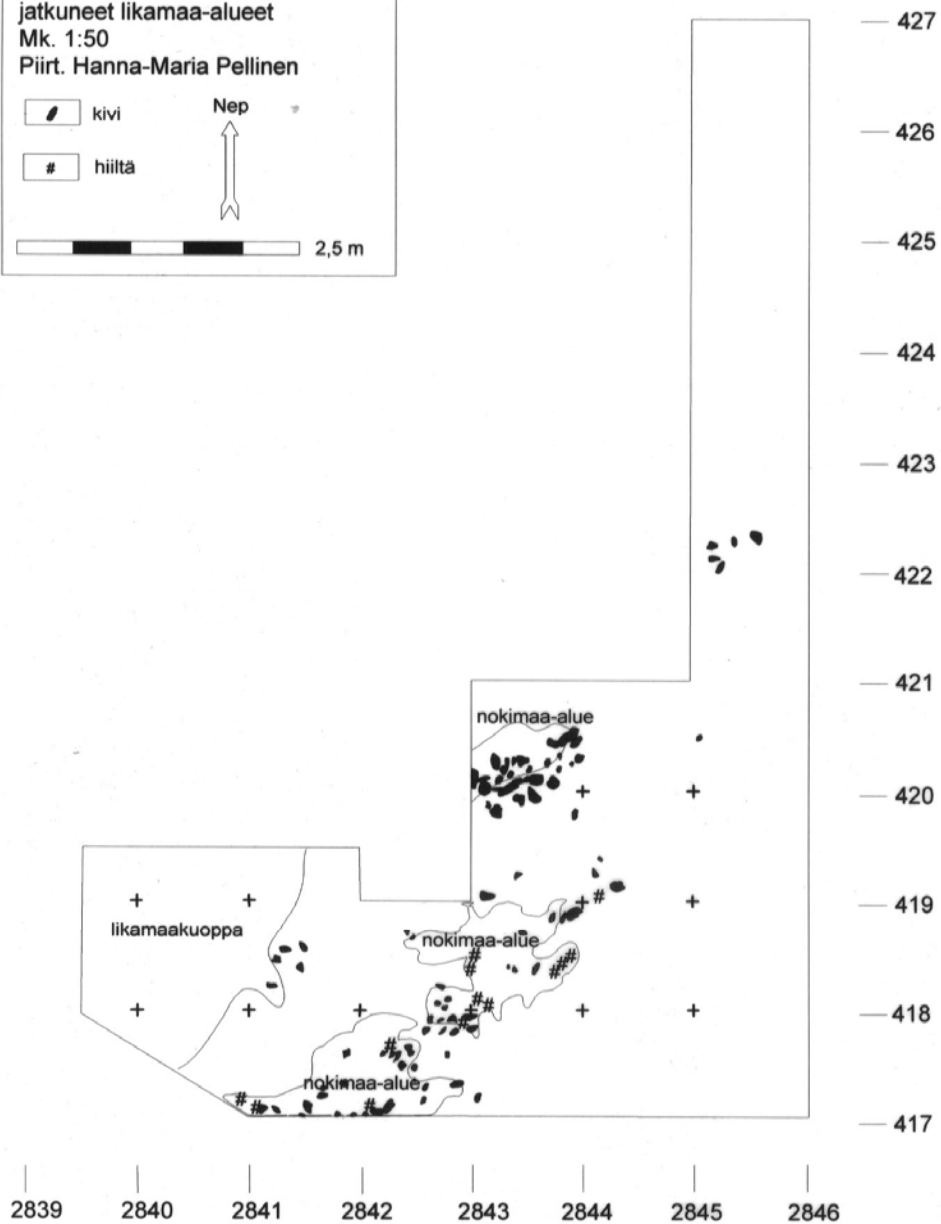 jatkuneet likamaa-alueet
Mk. 1:50
Piirt. Hanna-Maria Pellinen
kivi
Nep
# hiiltä
2,5 m
427
426
425
424
423
422
421
nokimaa-alue
420
419
likamaakuoppa
nokimaa-alue
418
nokimaa-alue
417
2839 2840 2841 2842 2843 2844 2845 2846